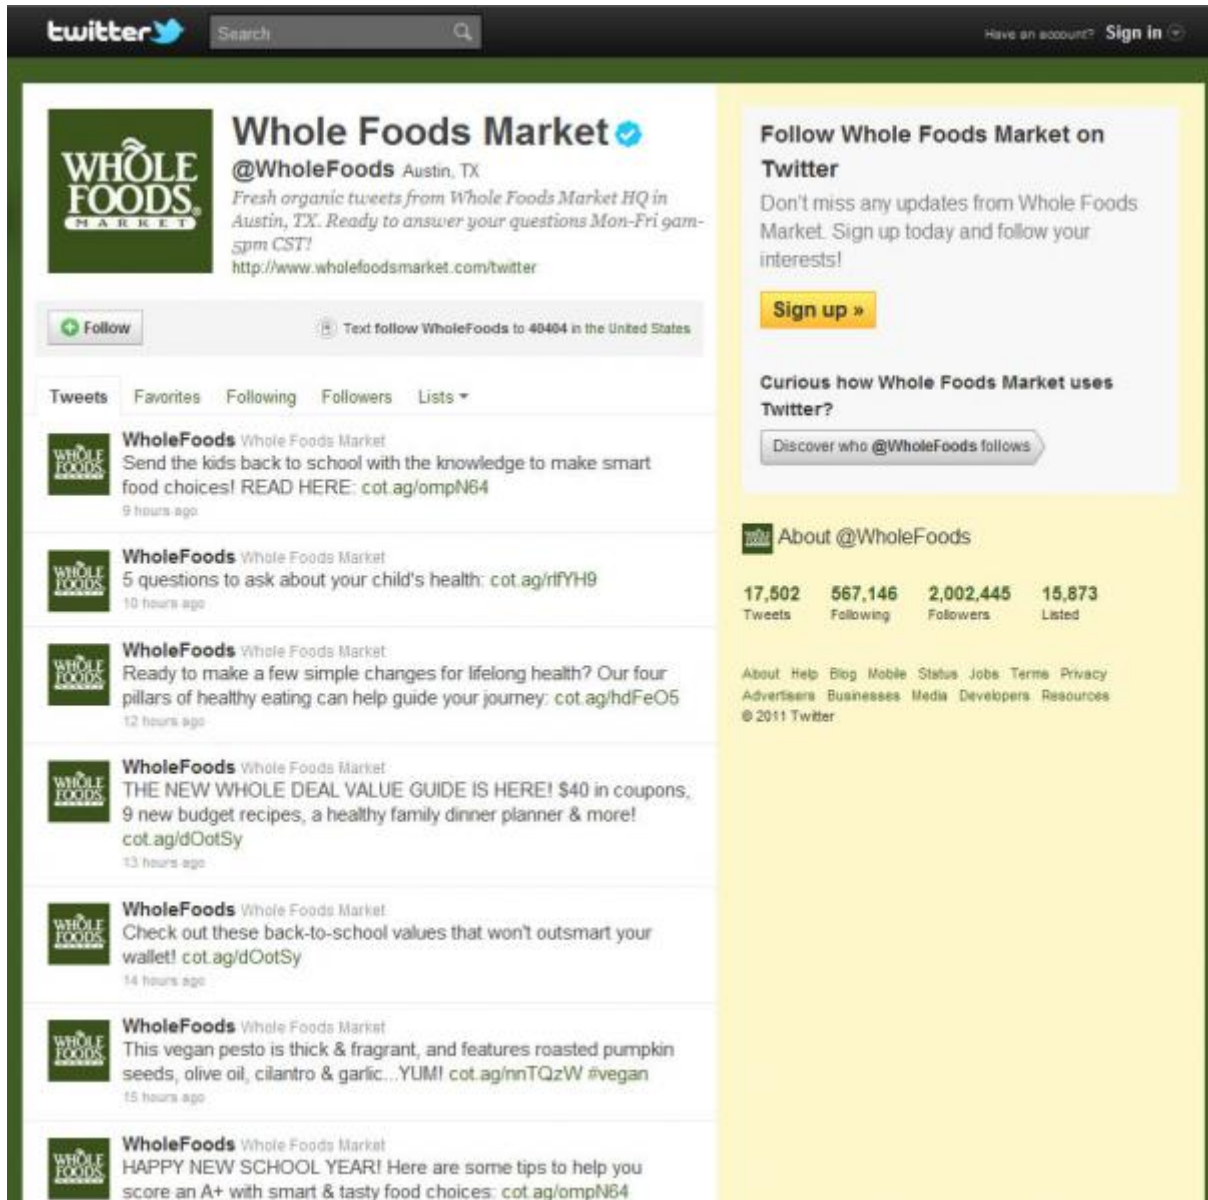 twitter
Search
Have an account? Sign in
WHOLE
FOODS®
MARKET
Whole Foods Market
@WholeFoods Austin, TX
Fresh organic tweets from Whole Foods Market HQ in
Austin, TX. Ready to answer your questions Mon-Fri 9am-
5pm CST!
http://www.wholefoodsmarket.com/twitter
Follow
Text follow WholeFoods to 40404 in the United States
Tweets Favorites Following Followers Lists
WHOLE
FOODS
WholeFoods Whole Foods Market
Send the kids back to school with the knowledge to make smart
food choices! READ HERE: cot.ag/ompN64
9 hours ago
WHOLE
FOODS
WholeFoods Whole Foods Market
5 questions to ask about your child's health: cot.ag/rlfYH9
10 hours ago
WHOLE
FOODS
WholeFoods Whole Foods Market
Ready to make a few simple changes for lifelong health? Our four
pillars of healthy eating can help guide your journey: cot.ag/hdFeO5
12 hours ago
WHOLE
FOODS
WholeFoods Whole Foods Market
THE NEW WHOLE DEAL VALUE GUIDE IS HERE! $40 in coupons,
9 new budget recipes, a healthy family dinner planner & more!
cot.ag/dOotSy
13 hours ago
WHOLE
FOODS
WholeFoods Whole Foods Market
Check out these back-to-school values that won't outsmart your
wallet! cot.ag/dOotSy
14 hours ago
WHOLE
FOODS
WholeFoods Whole Foods Market
This vegan pesto is thick & fragrant, and features roasted pumpkin
seeds, olive oil, cilantro & garlic...YUM! cot.ag/nnTQzW #vegan
15 hours ago
WHOLE
FOODS
WholeFoods Whole Foods Market
HAPPY NEW SCHOOL YEAR! Here are some tips to help you
score an A+ with smart & tasty food choices: cot.ag/ompN64
Follow Whole Foods Market on
Twitter
Don't miss any updates from Whole Foods
Market. Sign up today and follow your
interests!
Sign up »
Curious how Whole Foods Market uses
Twitter?
Discover who @WholeFoods follows
About @WholeFoods
17,502 567,146 2,002,445 15,873
Tweets Following Followers Listed
About Help Blog Mobile Status Jobs Terms Privacy
Advertisers Businesses Media Developers Resources
© 2011 Twitter